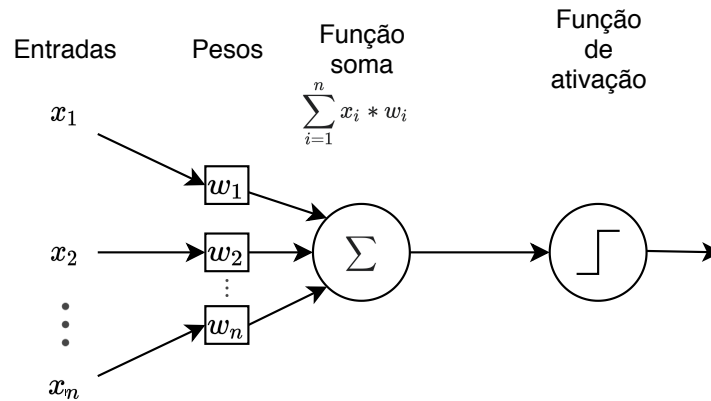 Entradas
Pesos
Função
soma
Função
de
ativação
n
∑ x_i * w_i
i=1
x_1
w_1
x_2
w_2
∑
⋮
⋮
w_n
x_n